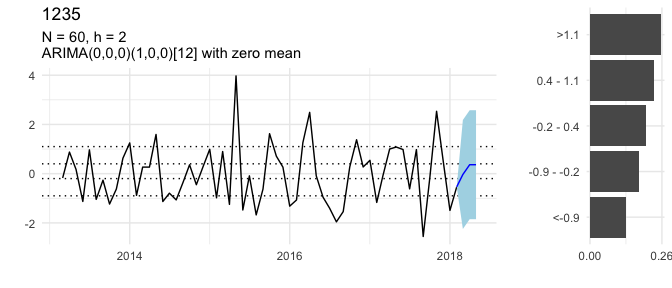 1235
N = 60, h = 2
ARIMA(0,0,0)(1,0,0)[12] with zero mean
4
2
0
-2
2014
2016
2018
>1.1
0.4 - 1.1
-0.2 - 0.4
-0.9 - -0.2
<-0.9
0.00
0.26